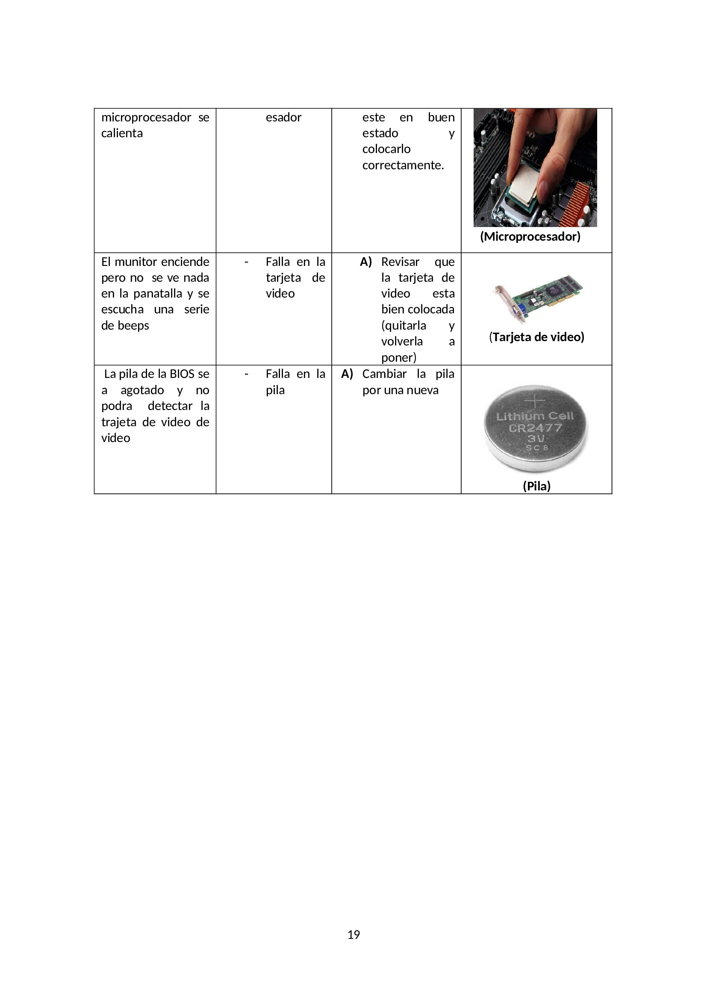 microprocesador se
calienta
esador
este en buen
estado y
colocarlo
correctamente.
(Microprocesador)
El munitor enciende
pero no se ve nada
en la panatalla y se
escucha una serie
de beeps
- Falla en la
tarjeta de
video
A) Revisar que
la tarjeta de
video esta
bien colocada
(quitarla y
volverla a
poner)
(Tarjeta de video)
La pila de la BIOS se
a agotado y no
podra detectar la
trajeta de video de
video
- Falla en la
pila
A) Cambiar la pila
por una nueva
Lithium Cell
CR2477
3V
SC 8
(Pila)
19